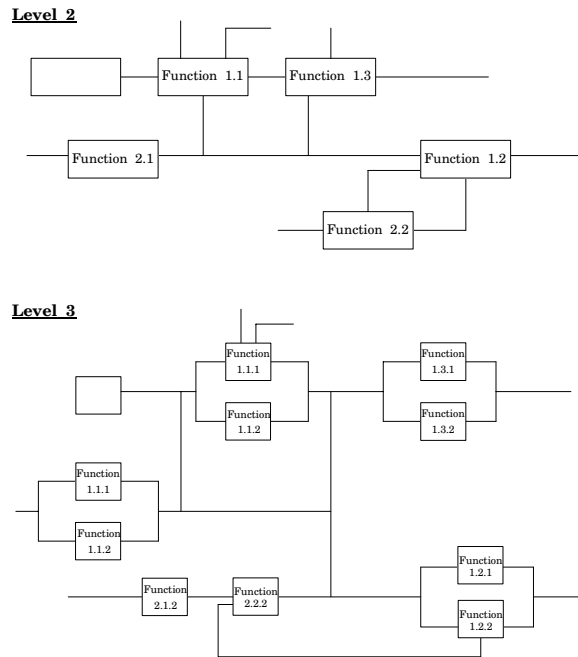 Level 2
Function 1.1
Function 1.3
Function 2.1
Function 1.2
Function 2.2
Level 3
Function
1.1.1
Function
1.1.2
Function
1.3.1
Function
1.3.2
Function
1.1.1
Function
1.1.2
Function
2.1.2
Function
2.2.2
Function
1.2.1
Function
1.2.2